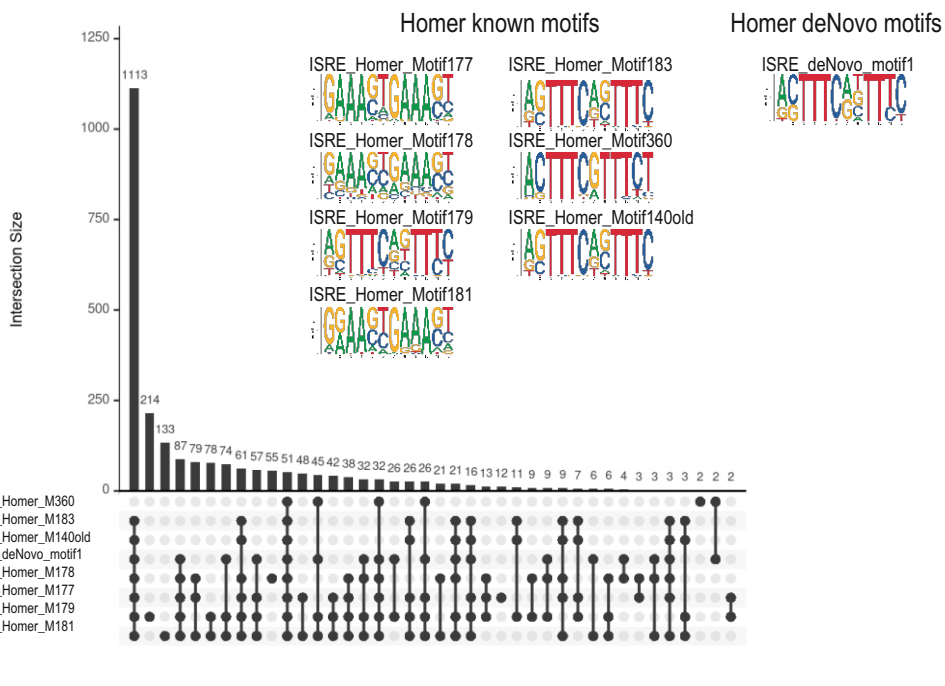 Homer known motifs
Homer deNovo motifs
ISRE_Homer_Motif177
ISRE_Homer_Motif183
ISRE_deNovo_motif1
ISRE_Homer_Motif178
ISRE_Homer_Motif360
ISRE_Homer_Motif179
ISRE_Homer_Motif140old
ISRE_Homer_Motif181
Intersection Size
1250
1000
750
500
250
0
1113
214
133
87
79
78
74
61
57
55
51
48
45
42
38
32
32
26
26
26
21
21
16
13
12
11
9
9
9
7
6
6
4
3
3
3
3
2
2
2
_Homer_M360
_Homer_M183
_Homer_M140old
_deNovo_motif1
_Homer_M178
_Homer_M177
_Homer_M179
_Homer_M181